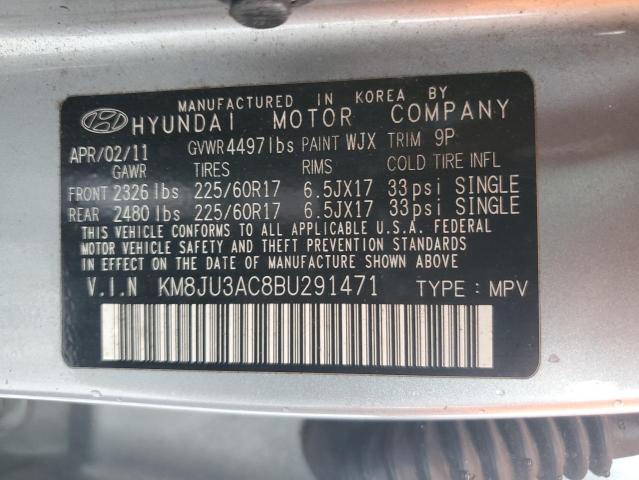 MANUFACTURED IN KOREA BY
HYUNDAI MOTOR COMPANY
APR/02/11 GVWR 4497lbs PAINT WJX TRIM 9P
GAWR TIRES RIMS COLD TIRE INFL
FRONT 2326 lbs 225/60R17 6.5JX17 33psi SINGLE
REAR 2480 lbs 225/60R17 6.5JX17 33psi SINGLE
THIS VEHICLE CONFORMS TO ALL APPLICABLE U.S.A. FEDERAL
MOTOR VEHICLE SAFETY AND THEFT PREVENTION STANDARDS
IN EFFECT ON THE DATE OF MANUFACTURE SHOWN ABOVE.
V.I.N KM8JU3AC8BU291471 TYPE : MPV